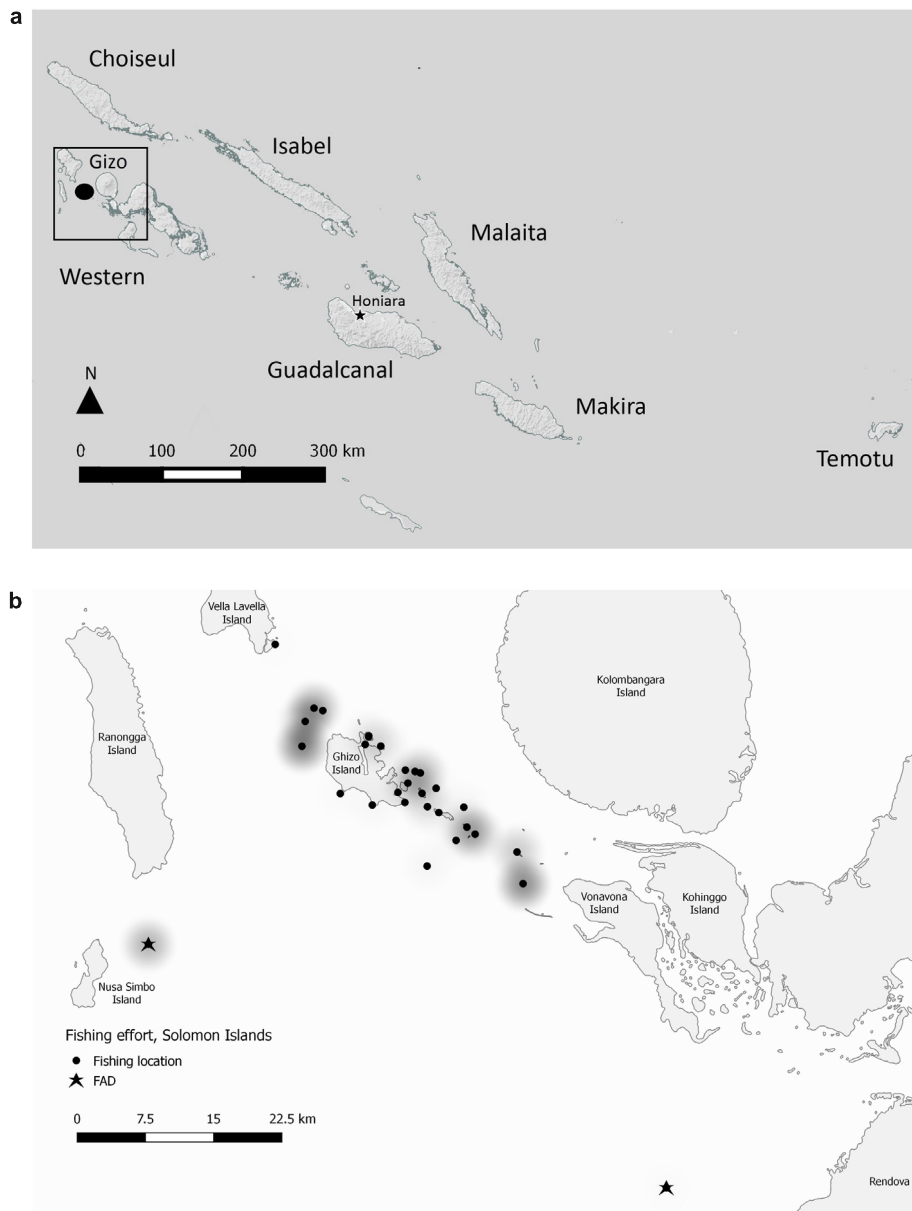 a
Choiseul
Isabel
Gizo
Malaita
Western
Honiara
Guadalcanal
N
Makira
0 100 200 300 km
Temotu
b
Vella Lavella
Island
Kolombangara
Island
Ranongga
Island
Ghizo
Island
Vonavona
Island
Kohinggo
Island
Nusa Simbo
Island
Fishing effort, Solomon Islands
Fishing location
FAD
0 7.5 15 22.5 km
Rendova